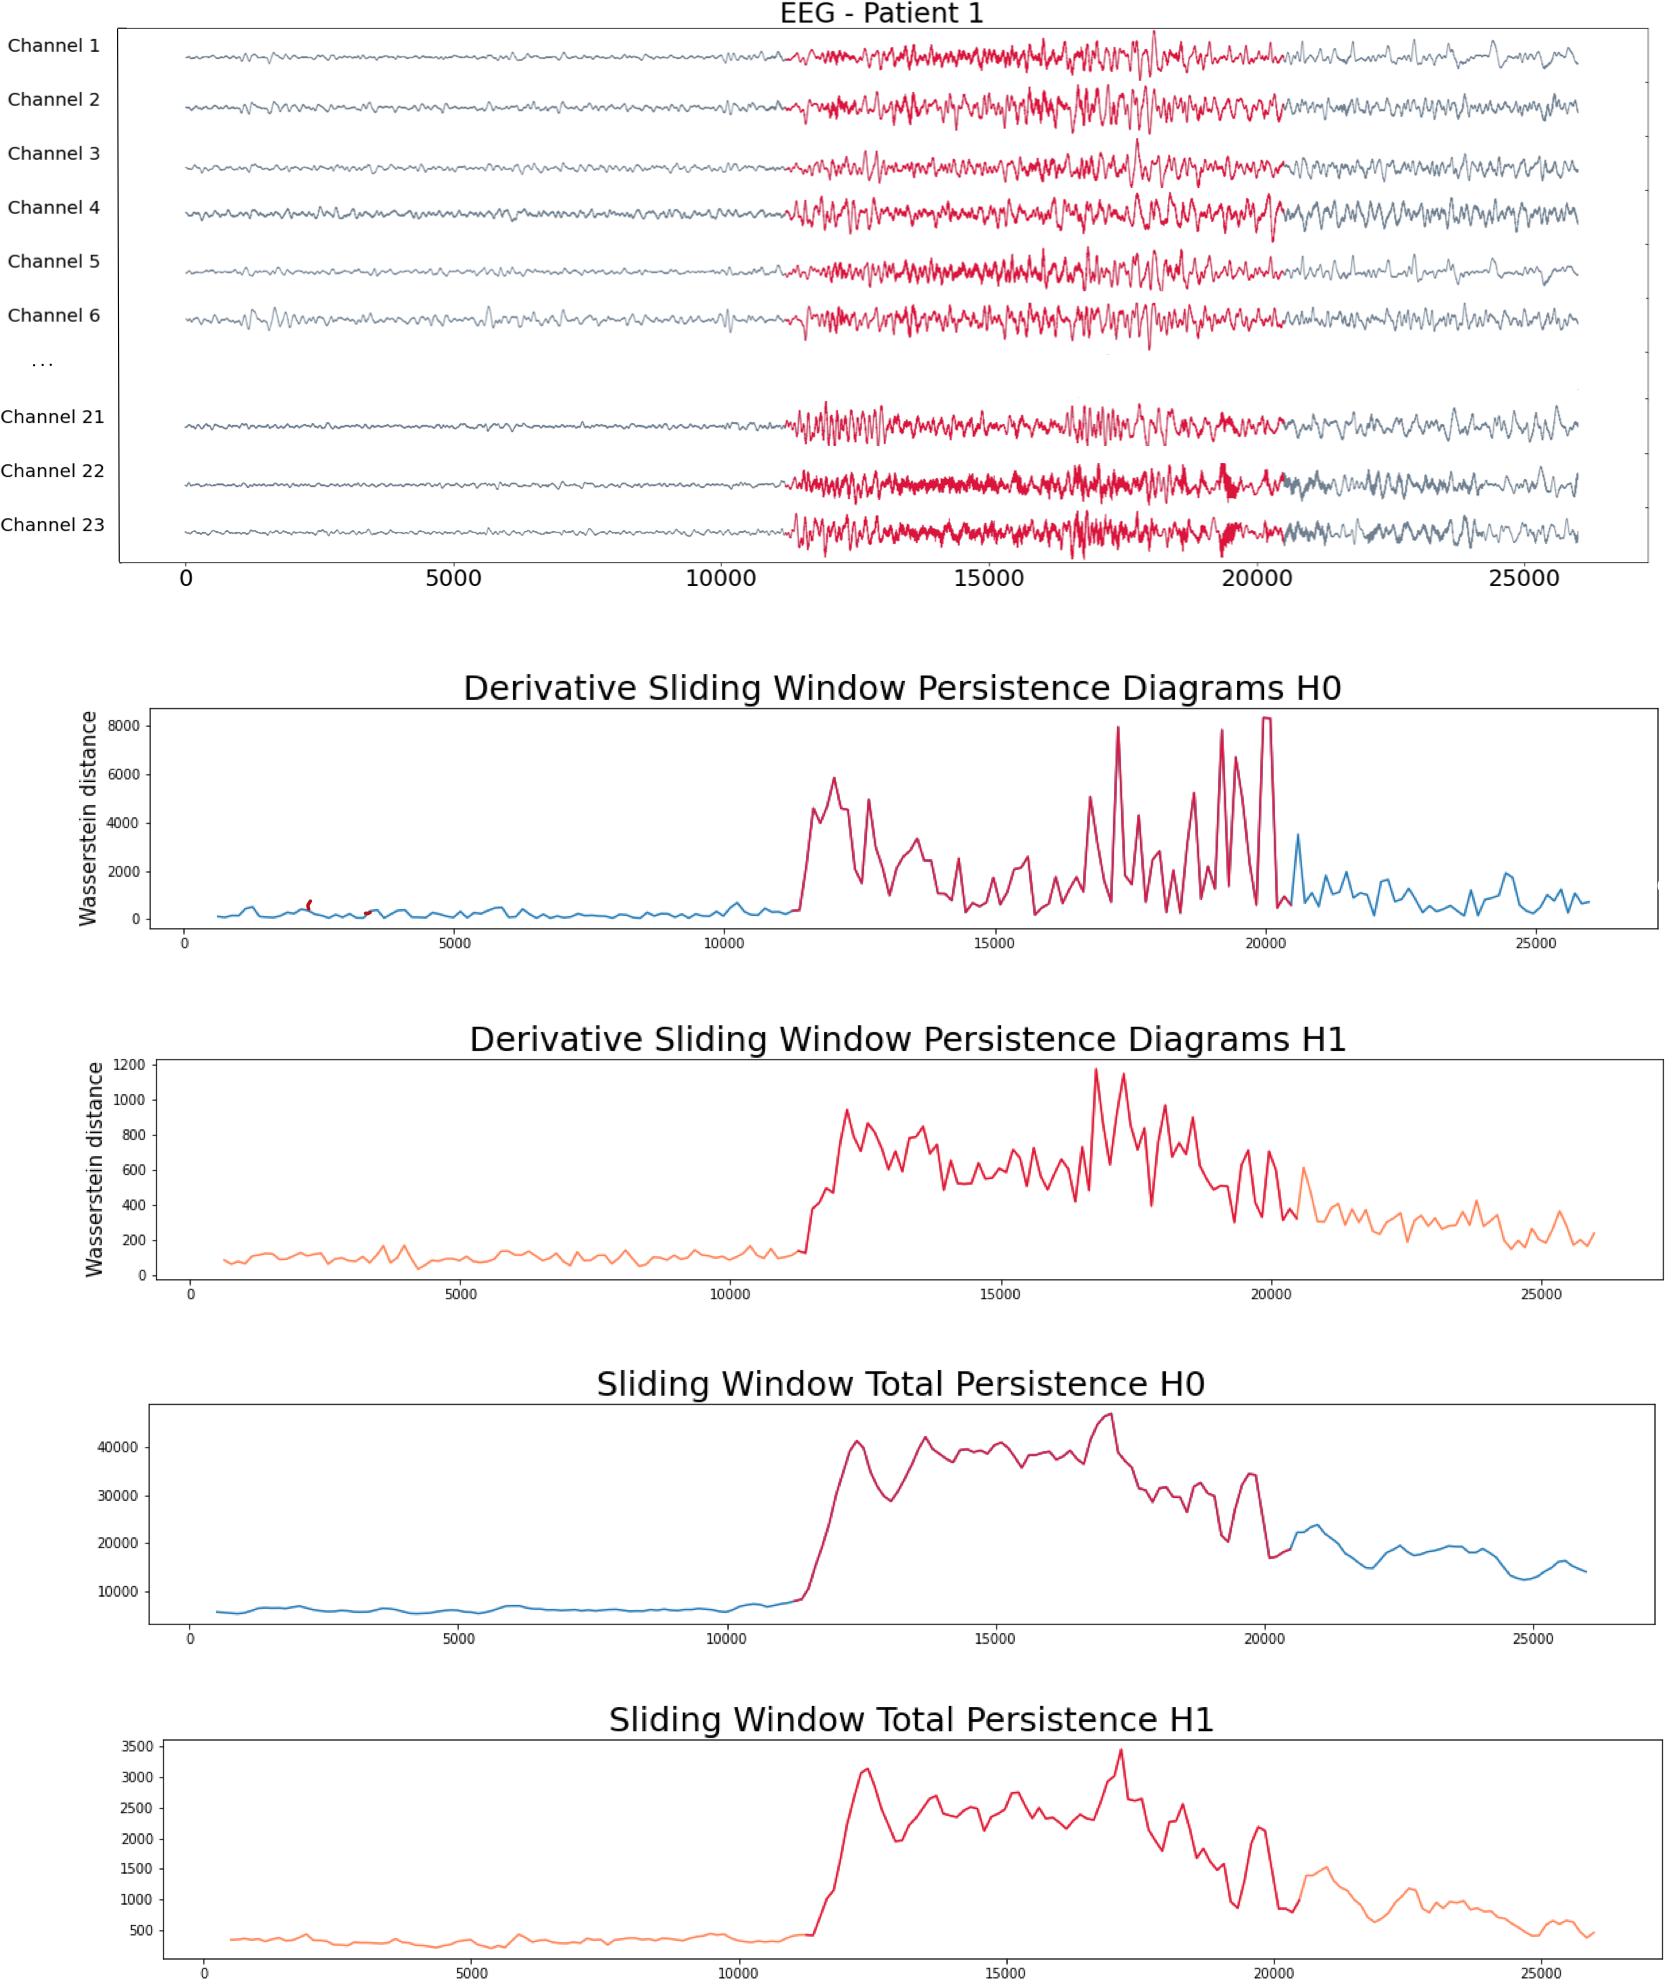 EEG - Patient 1
Channel 1
Channel 2
Channel 3
Channel 4
Channel 5
Channel 6
...
Channel 21
Channel 22
Channel 23
0 5000 10000 15000 20000 25000
Derivative Sliding Window Persistence Diagrams H0
Wasserstein distance
8000
6000
4000
2000
0
0 5000 10000 15000 20000 25000
Derivative Sliding Window Persistence Diagrams H1
Wasserstein distance
1200
1000
800
600
400
200
0
0 5000 10000 15000 20000 25000
Sliding Window Total Persistence H0
40000
30000
20000
10000
0 5000 10000 15000 20000 25000
Sliding Window Total Persistence H1
3500
3000
2500
2000
1500
1000
500
0 5000 10000 15000 20000 25000